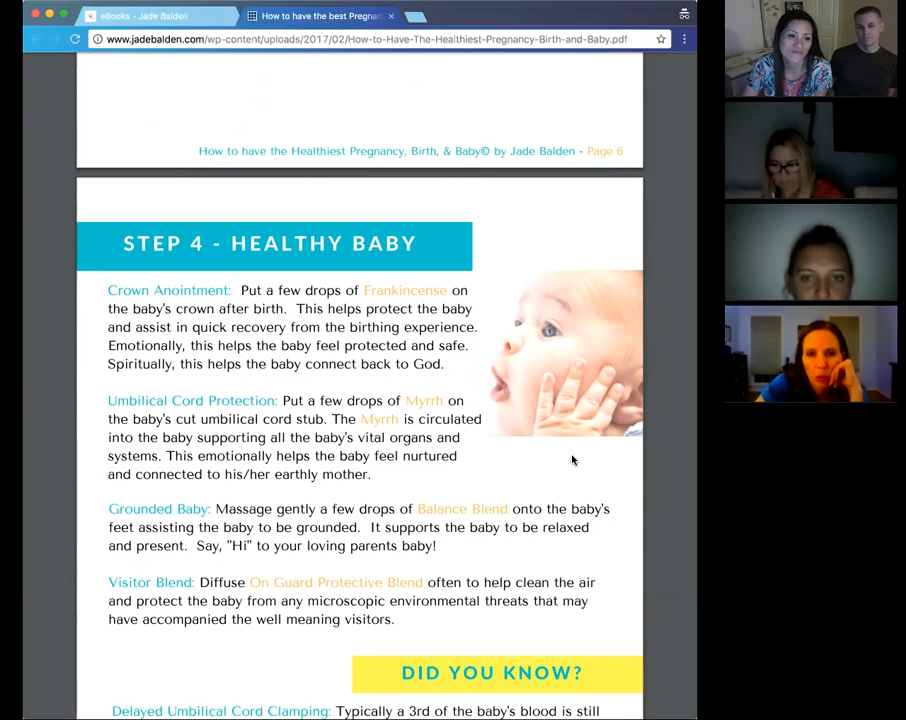 eBooks - Jade Balden
How to have the best Pregnan
www.jadebalden.com/wp-content/uploads/2017/02/How-to-Have-The-Healthiest-Pregnancy-Birth-and-Baby.pdf
How to have the Healthiest Pregnancy, Birth, & Baby© by Jade Balden - Page 6
STEP 4 - HEALTHY BABY
Crown Anointment: Put a few drops of Frankincense on
the baby's crown after birth. This helps protect the baby
and assist in quick recovery from the birthing experience.
Emotionally, this helps the baby feel protected and safe.
Spiritually, this helps the baby connect back to God.
Umbilical Cord Protection: Put a few drops of Myrrh on
the baby's cut umbilical cord stub. The Myrrh is circulated
into the baby supporting all the baby's vital organs and
systems. This emotionally helps the baby feel nurtured
and connected to his/her earthly mother.
Grounded Baby: Massage gently a few drops of Balance Blend onto the baby's
feet assisting the baby to be grounded. It supports the baby to be relaxed
and present. Say, "Hi" to your loving parents baby!
Visitor Blend: Diffuse On Guard Protective Blend often to help clean the air
and protect the baby from any microscopic environmental threats that may
have accompanied the well meaning visitors.
DID YOU KNOW?
Delayed Umbilical Cord Clamping: Typically a 3rd of the baby's blood is still